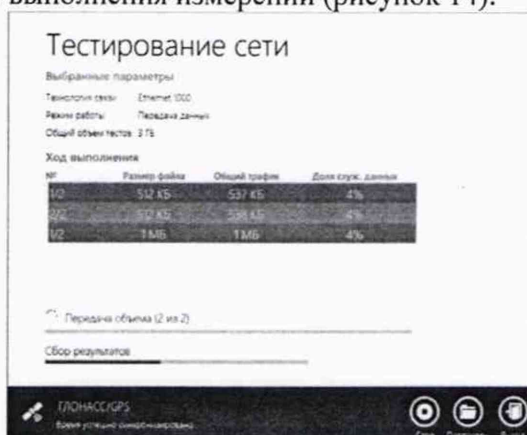 выполнения измерений (рисунок 14).
Тестирование сети
Выбранные параметры
Технология связи Ethernet 1000
Режим работы Передача данных
Общий объем тестов 3 ГБ
Ход выполнения
№ Размер файла Общий трафик Доля служ. данных
1/2 512 КБ 537 КБ 4%
2/2 512 КБ 538 КБ 4%
1/2 1 МБ 1 МБ 4%
Передача объема (2 из 2)
Сбор результатов
ГЛОНАСС/GPS
Время успешно синхронизировано